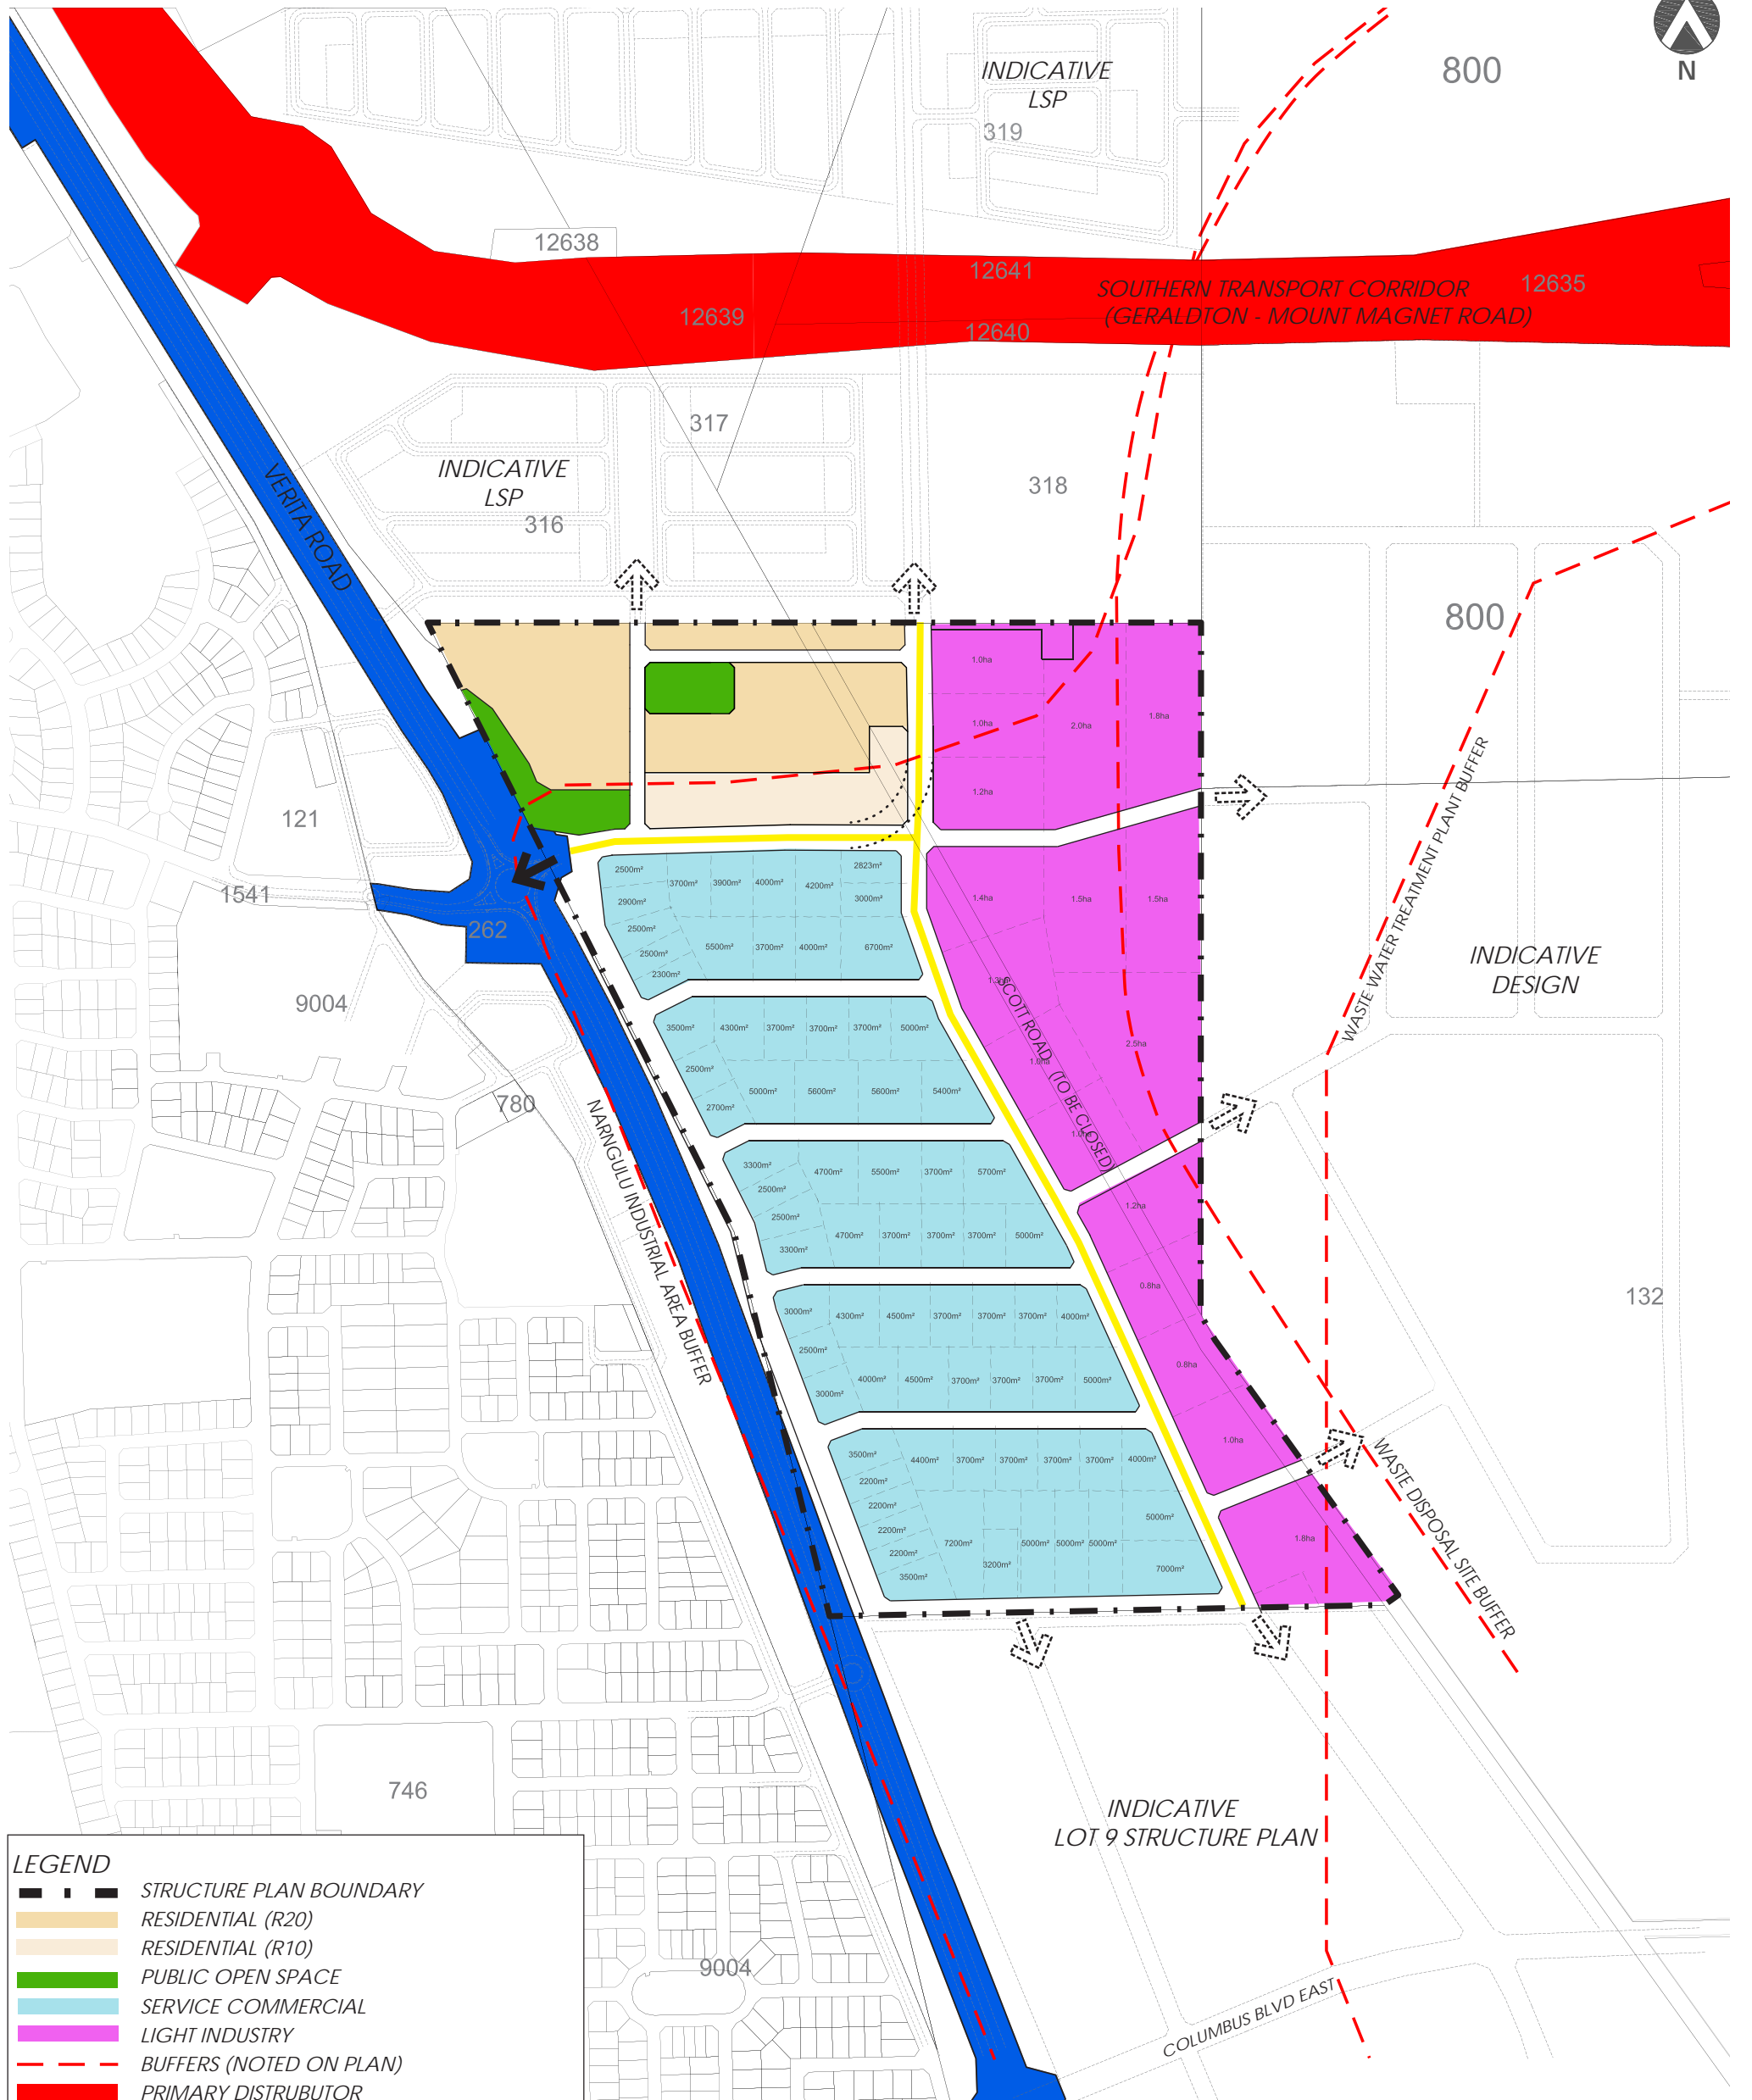 N
800
INDICATIVE
LSP
319
12638
12641
SOUTHERN TRANSPORT CORRIDOR
(GERALDTON - MOUNT MAGNET ROAD)
12635
12639
12640
317
INDICATIVE
LSP
316
318
VERITA ROAD
800
1.0ha
1.0ha
2.0ha
1.8ha
1.2ha
WASTE WATER TREATMENT PLANT BUFFER
121
1541
262
9004
780
INDICATIVE
DESIGN
2500m²
3700m²
3900m²
4000m²
4200m²
2823m²
2900m²
3000m²
2500m²
2500m²
2300m²
5500m²
3700m²
4000m²
6700m²
1.4ha
1.5ha
1.5ha
SCOTT ROAD (TO BE CLOSED)
2.5ha
3500m²
4300m²
3700m²
3700m²
3700m²
5000m²
2500m²
2700m²
5000m²
5600m²
5600m²
5400m²
NARNGULU INDUSTRIAL AREA BUFFER
3300m²
4700m²
5500m²
3700m²
5700m²
2500m²
2500m²
3300m²
4700m²
3700m²
3700m²
3700m²
5000m²
1.2ha
0.8ha
0.8ha
1.0ha
1.8ha
132
3000m²
4300m²
4500m²
3700m²
3700m²
3700m²
4000m²
2500m²
3000m²
4000m²
4500m²
3700m²
3700m²
3700m²
5000m²
3500m²
4400m²
3700m²
3700m²
3700m²
3700m²
4000m²
2200m²
2200m²
2200m²
2200m²
3500m²
7200m²
3200m²
5000m²
5000m²
5000m²
5000m²
7000m²
WASTE DISPOSAL SITE BUFFER
746
INDICATIVE
LOT 9 STRUCTURE PLAN
9004
COLUMBUS BLVD EAST
LEGEND
STRUCTURE PLAN BOUNDARY
RESIDENTIAL (R20)
RESIDENTIAL (R10)
PUBLIC OPEN SPACE
SERVICE COMMERCIAL
LIGHT INDUSTRY
BUFFERS (NOTED ON PLAN)
PRIMARY DISTRUBUTOR